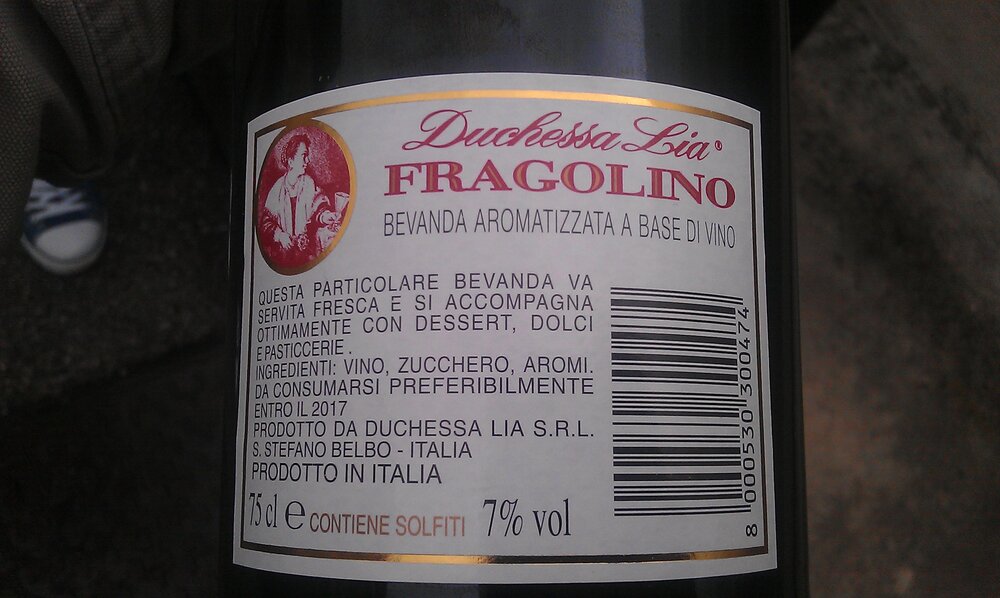 Duchessa Lia®
FRAGOLINO
BEVANDA AROMATIZZATA A BASE DI VINO
QUESTA PARTICOLARE BEVANDA VA
SERVITA FRESCA E SI ACCOMPAGNA
OTTIMAMENTE CON DESSERT, DOLCI
E PASTICCERIE .
INGREDIENTI: VINO, ZUCCHERO, AROMI.
DA CONSUMARSI PREFERIBILMENTE
ENTRO IL 2017
PRODOTTO DA DUCHESSA LIA S.R.L.
S. STEFANO BELBO - ITALIA
PRODOTTO IN ITALIA
75 cl e CONTIENE SOLFITI 7% vol
8 000530 300474